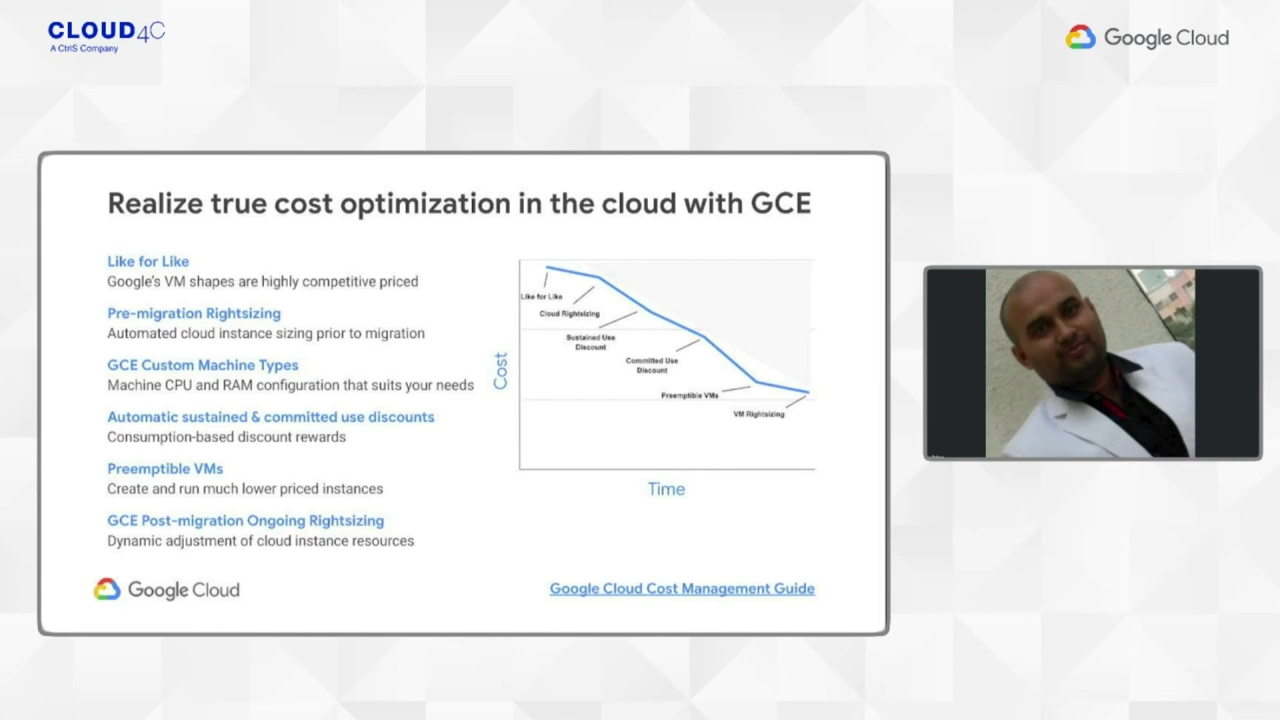 CLOUD4C
A CtrlS Company
Google Cloud
Realize true cost optimization in the cloud with GCE
Like for Like
Google's VM shapes are highly competitive priced
Pre-migration Rightsizing
Automated cloud instance sizing prior to migration
GCE Custom Machine Types
Machine CPU and RAM configuration that suits your needs
Automatic sustained & committed use discounts
Consumption-based discount rewards
Preemptible VMs
Create and run much lower priced instances
GCE Post-migration Ongoing Rightsizing
Dynamic adjustment of cloud instance resources
Cost
Like for Like
Cloud Rightsizing
Sustained Use
Discount
Committed Use
Discount
Preemptible VMs
VM Rightsizing
Time
Google Cloud
Google Cloud Cost Management Guide